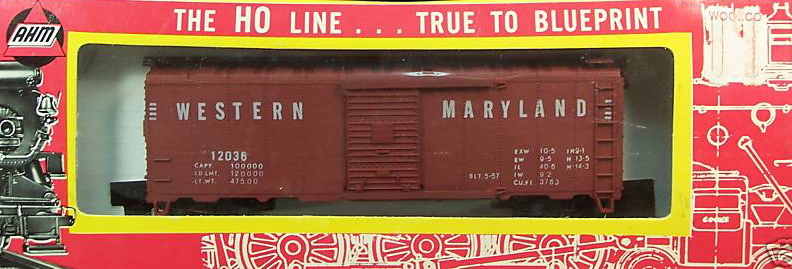 THE HO LINE . . . TRUE TO BLUEPRINT
AHM
WESTERN MARYLAND
12036
CAPY. 100000
LD.LMT. 120000
LT.WT. 47500
BLT. 5-57
EXW 10-5 IH 9-1
EW 9-5 H 13-5
IL 40-6 H 14-3
IW 9 2
CU.FT. 3763